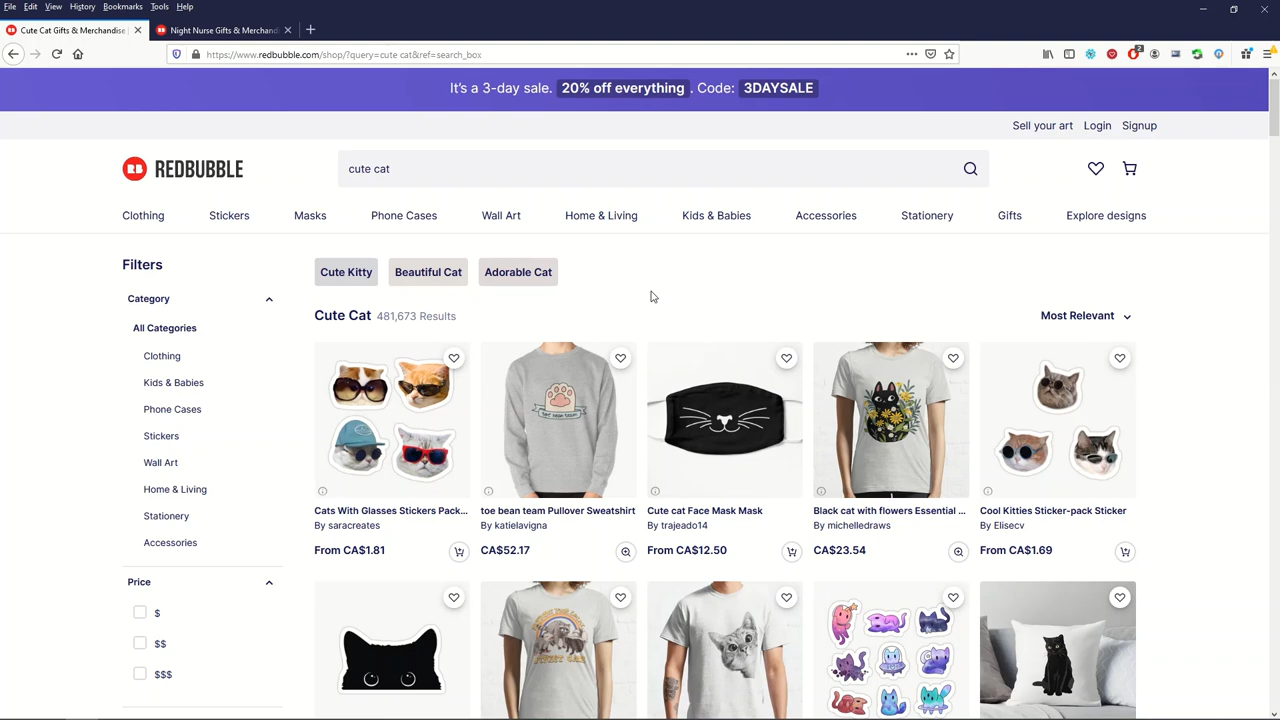 File Edit View History Bookmarks Tools Help
Cute Cat Gifts & Merchandise | Night Nurse Gifts & Merchand
https://www.redbubble.com/shop/?query=cute cat&ref=search_box
2
It's a 3-day sale. 20% off everything . Code: 3DAYSALE
Sell your art Login Signup
RB REDBUBBLE cute cat
Clothing Stickers Masks Phone Cases Wall Art Home & Living Kids & Babies Accessories Stationery Gifts Explore designs
Filters
Cute Kitty Beautiful Cat Adorable Cat
Category
Cute Cat 481,673 Results Most Relevant
All Categories
Clothing
Kids & Babies
Phone Cases
Stickers
Wall Art
Home & Living
Stationery
Accessories
Price
$
$$
$$$
toe bean team
Cats With Glasses Stickers Pack...
By saracreates
From CA$1.81
toe bean team Pullover Sweatshirt
By katielavigna
CA$52.17
Cute cat Face Mask Mask
By trajeado14
From CA$12.50
Black cat with flowers Essential ...
By michelledraws
CA$23.54
Cool Kitties Sticker-pack Sticker
By Elisecv
From CA$1.69